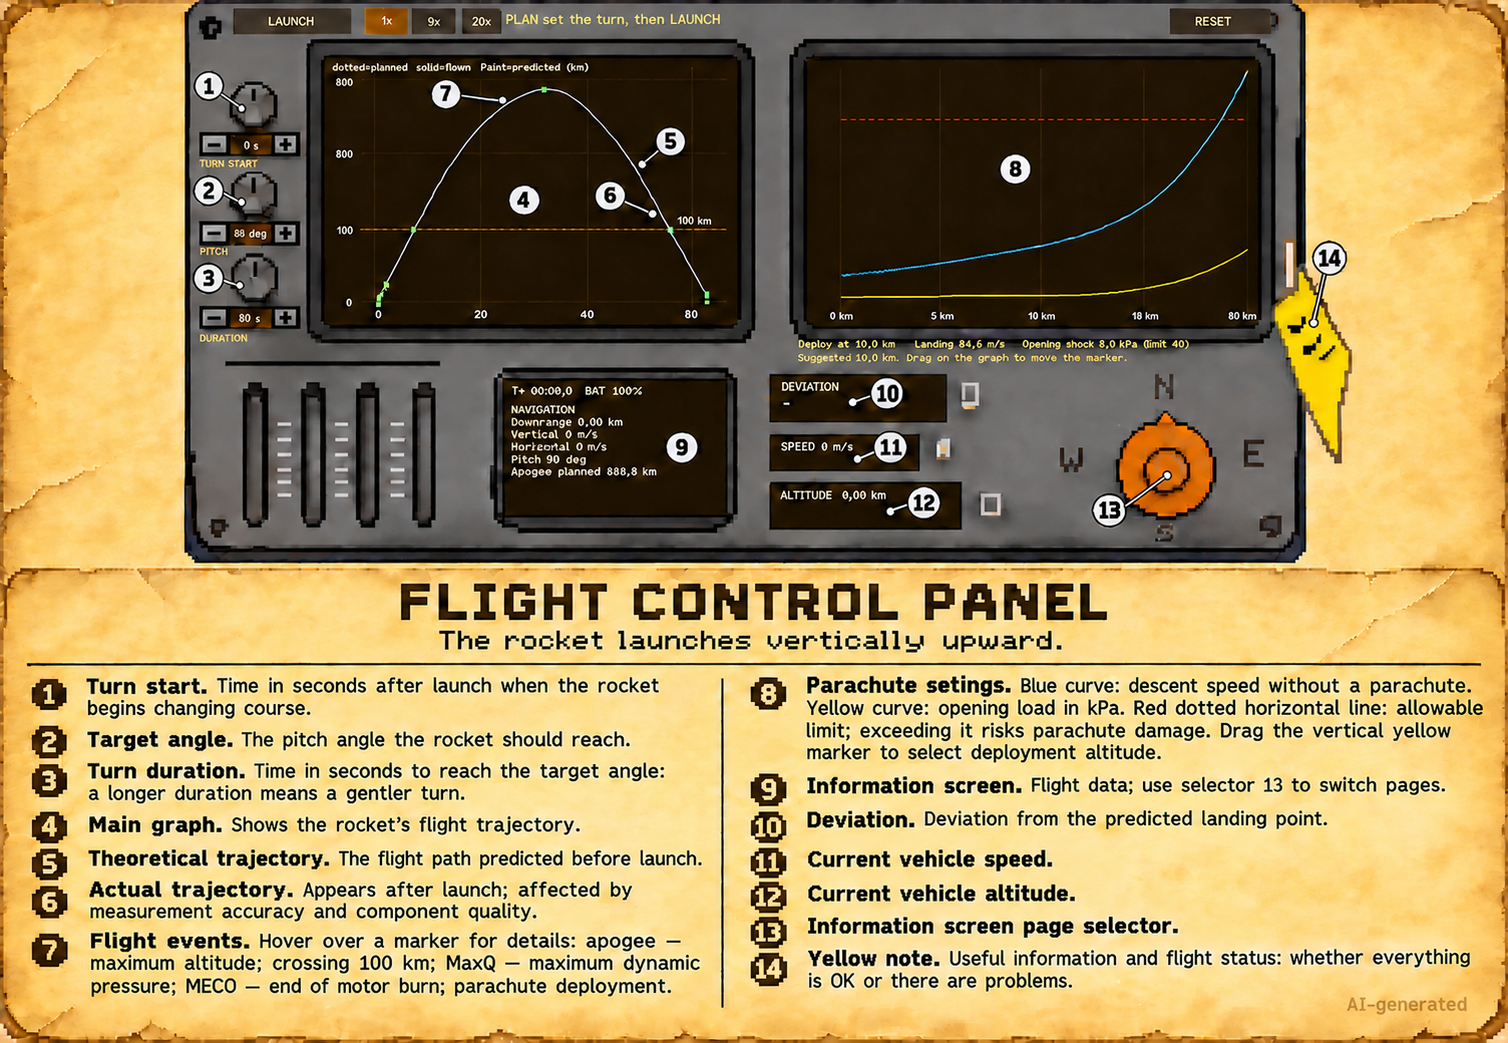 LAUNCH
1x
9x
20x
PLAN set the turn, then LAUNCH
RESET
dotted=planned solid=flown Paint=predicted (km)
800
800
100
0
0
20
40
80
100 km
1
0 s
TURN START
2
88 deg
PITCH
3
80 s
DURATION
7
5
4
6
8
0 km
5 km
10 km
18 km
80 km
Deploy at 10,0 km Landing 84,6 m/s Opening shock 8,0 kPa (limit 40)
Suggested 10,0 km. Drag on the graph to move the marker.
14
T+ 00:00,0 BAT 100%
NAVIGATION
Downrange 0,00 km
Vertical 0 m/s
Horizontal 0 m/s
Pitch 90 deg
Apogee planned 888,8 km
9
DEVIATION
-
10
SPEED 0 m/s
11
ALTITUDE 0,00 km
12
N
W
E
S
13
FLIGHT CONTROL PANEL
The rocket launches vertically upward.
1 Turn start. Time in seconds after launch when the rocket
begins changing course.
2 Target angle. The pitch angle the rocket should reach.
3 Turn duration. Time in seconds to reach the target angle:
a longer duration means a gentler turn.
4 Main graph. Shows the rocket's flight trajectory.
5 Theoretical trajectory. The flight path predicted before launch.
6 Actual trajectory. Appears after launch; affected by
measurement accuracy and component quality.
7 Flight events. Hover over a marker for details: apogee —
maximum altitude; crossing 100 km; MaxQ — maximum dynamic
pressure; MECO — end of motor burn; parachute deployment.
8 Parachute setings. Blue curve: descent speed without a parachute.
Yellow curve: opening load in kPa. Red dotted horizontal line: allowable
limit; exceeding it risks parachute damage. Drag the vertical yellow
marker to select deployment altitude.
9 Information screen. Flight data; use selector 13 to switch pages.
10 Deviation. Deviation from the predicted landing point.
11 Current vehicle speed.
12 Current vehicle altitude.
13 Information screen page selector.
14 Yellow note. Useful information and flight status: whether everything
is OK or there are problems.
AI-generated